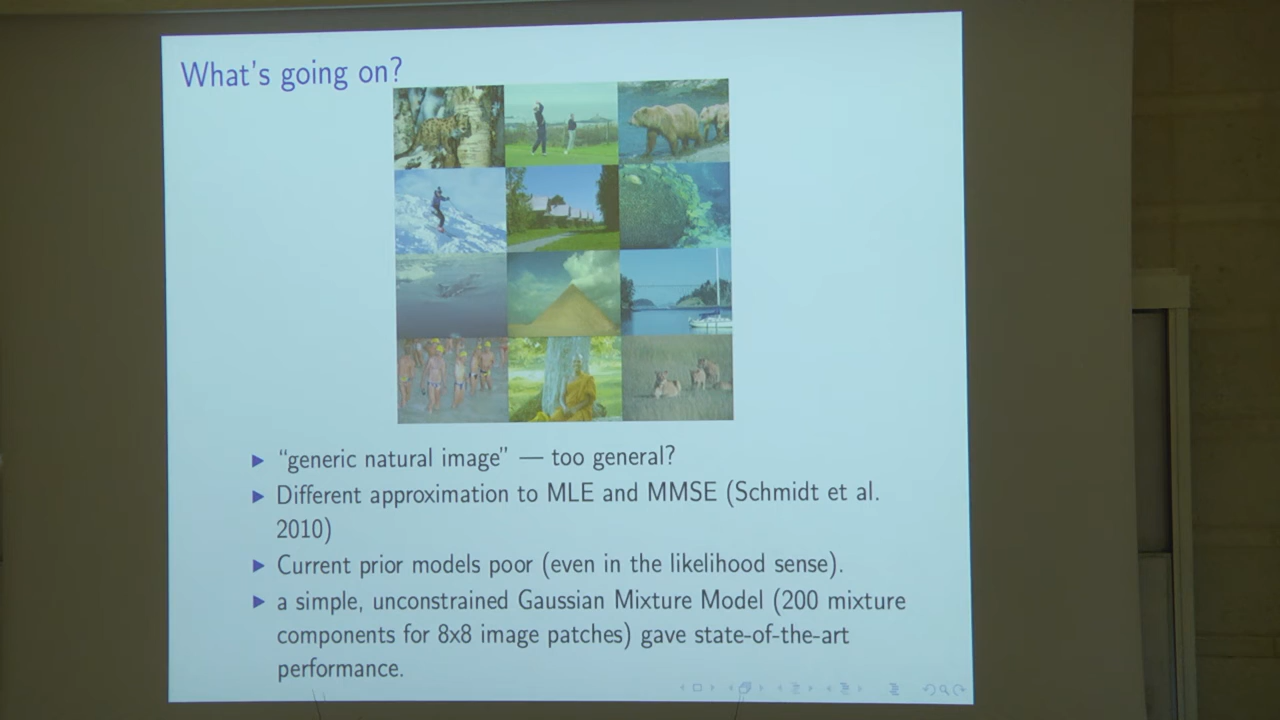 What's going on?
▶ “generic natural image” — too general?
▶ Different approximation to MLE and MMSE (Schmidt et al.
2010)
▶ Current prior models poor (even in the likelihood sense).
▶ a simple, unconstrained Gaussian Mixture Model (200 mixture
components for 8x8 image patches) gave state-of-the-art
performance.